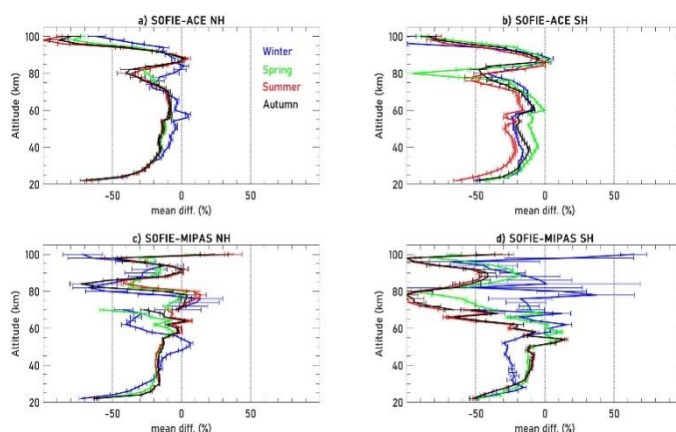 a) SOFIE-ACE NH
b) SOFIE-ACE SH
Altitude (km)
100
80
60
40
20
Winter
Spring
Summer
Autumn
-50 0 50
mean diff. (%)
Altitude (km)
100
80
60
40
20
-50 0 50
mean diff. (%)
c) SOFIE-MIPAS NH
d) SOFIE-MIPAS SH
Altitude (km)
100
80
60
40
20
-50 0 50
mean diff. (%)
Altitude (km)
100
80
60
40
20
-50 0 50
mean diff. (%)